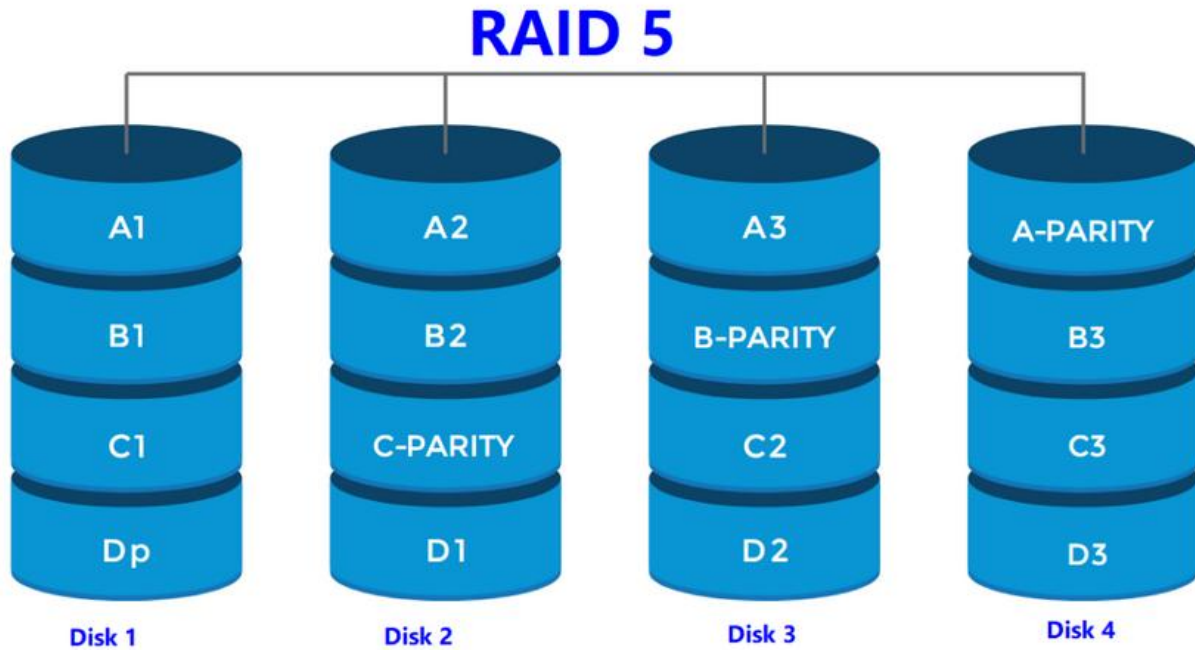 RAID 5
A1 A2 A3 A-PARITY
B1 B2 B-PARITY B3
C1 C-PARITY C2 C3
Dp D1 D2 D3
Disk 1 Disk 2 Disk 3 Disk 4